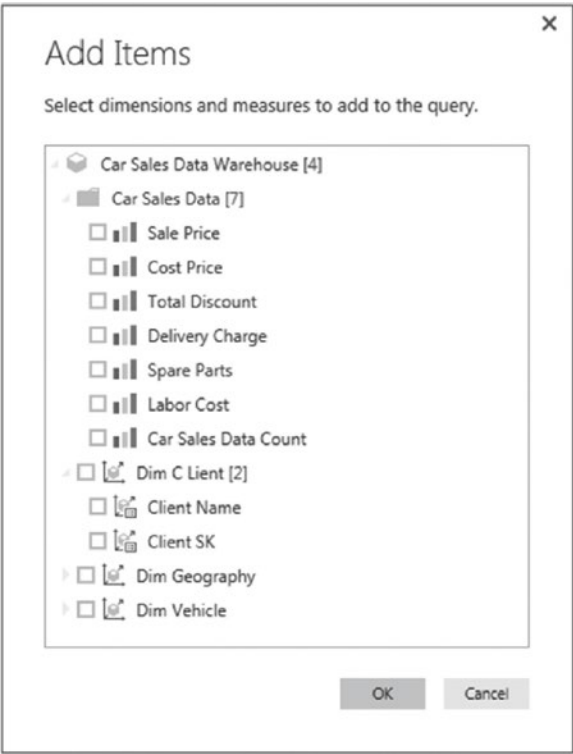 Add Items
Select dimensions and measures to add to the query.
Car Sales Data Warehouse [4]
Car Sales Data [7]
Sale Price
Cost Price
Total Discount
Delivery Charge
Spare Parts
Labor Cost
Car Sales Data Count
Dim C Lient [2]
Client Name
Client SK
Dim Geography
Dim Vehicle
OK Cancel